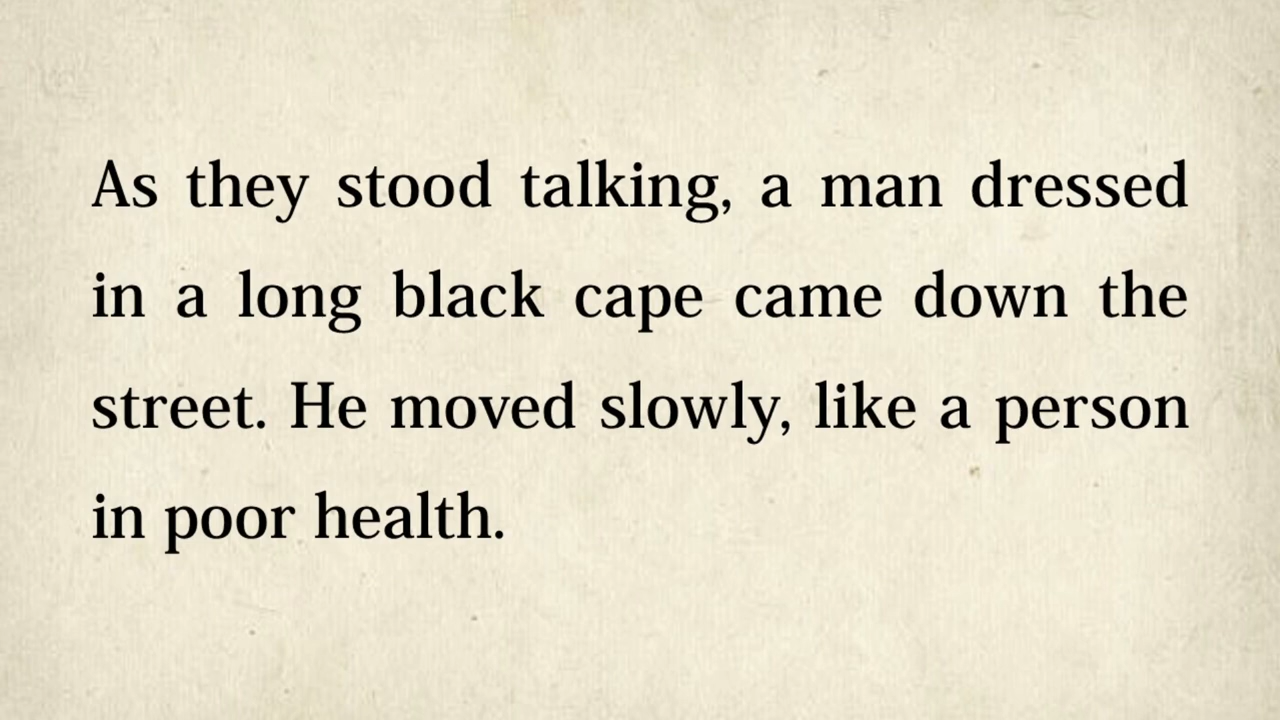 As they stood talking, a man dressed
in a long black cape came down the
street. He moved slowly, like a person
in poor health.